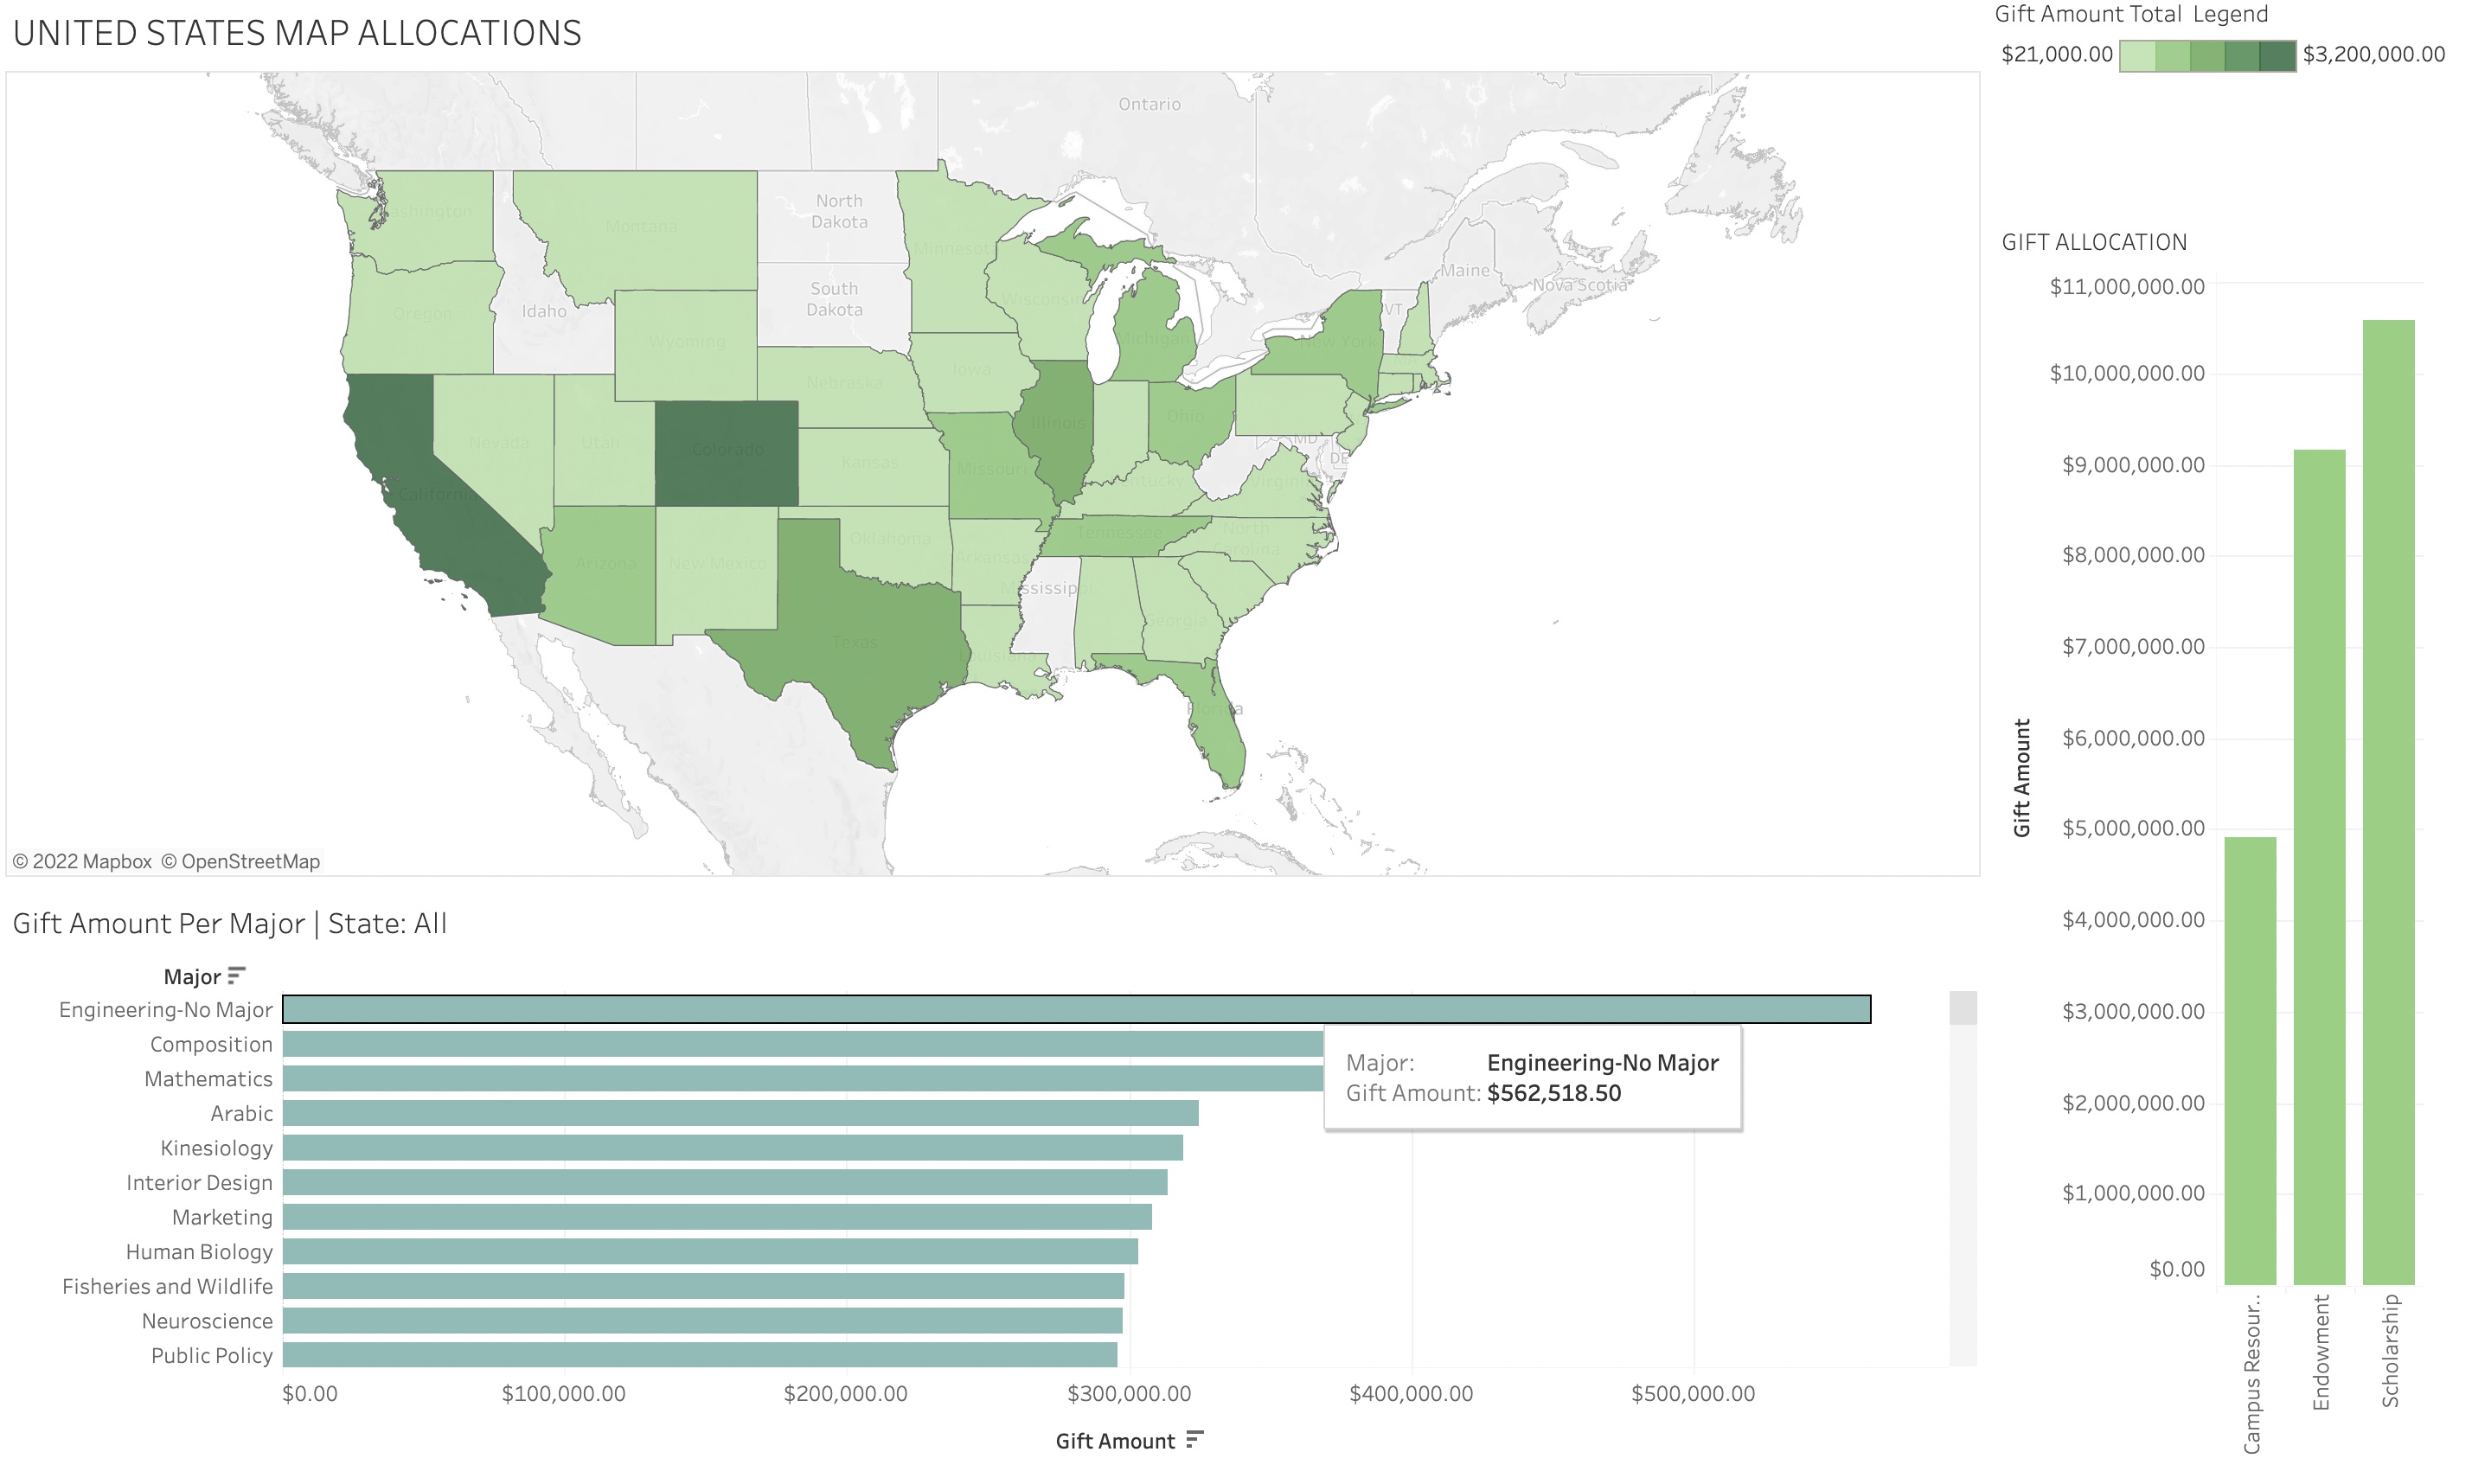 UNITED STATES MAP ALLOCATIONS
Gift Amount Total Legend
$21,000.00
$3,200,000.00
Ontario
Washington
Montana
North
Dakota
Minnesota
Oregon
Idaho
South
Dakota
Wisconsin
Michigan
Maine
Nova Scotia
VT
New York
Wyoming
Nebraska
Iowa
Nevada
Utah
Colorado
Kansas
Illinois
Ohio
MD
DE
California
Missouri
Virginia
Arizona
New Mexico
Oklahoma
Arkansas
Tennessee
North
Carolina
Mississippi
Georgia
Texas
Louisiana
Florida
© 2022 Mapbox © OpenStreetMap
GIFT ALLOCATION
$11,000,000.00
$10,000,000.00
$9,000,000.00
$8,000,000.00
$7,000,000.00
$6,000,000.00
$5,000,000.00
$4,000,000.00
$3,000,000.00
$2,000,000.00
$1,000,000.00
$0.00
Gift Amount
Campus Resour..
Endowment
Scholarship
Gift Amount Per Major | State: All
Major
Engineering-No Major
Composition
Mathematics
Arabic
Kinesiology
Interior Design
Marketing
Human Biology
Fisheries and Wildlife
Neuroscience
Public Policy
Major: Engineering-No Major
Gift Amount: $562,518.50
$0.00
$100,000.00
$200,000.00
$300,000.00
$400,000.00
$500,000.00
Gift Amount